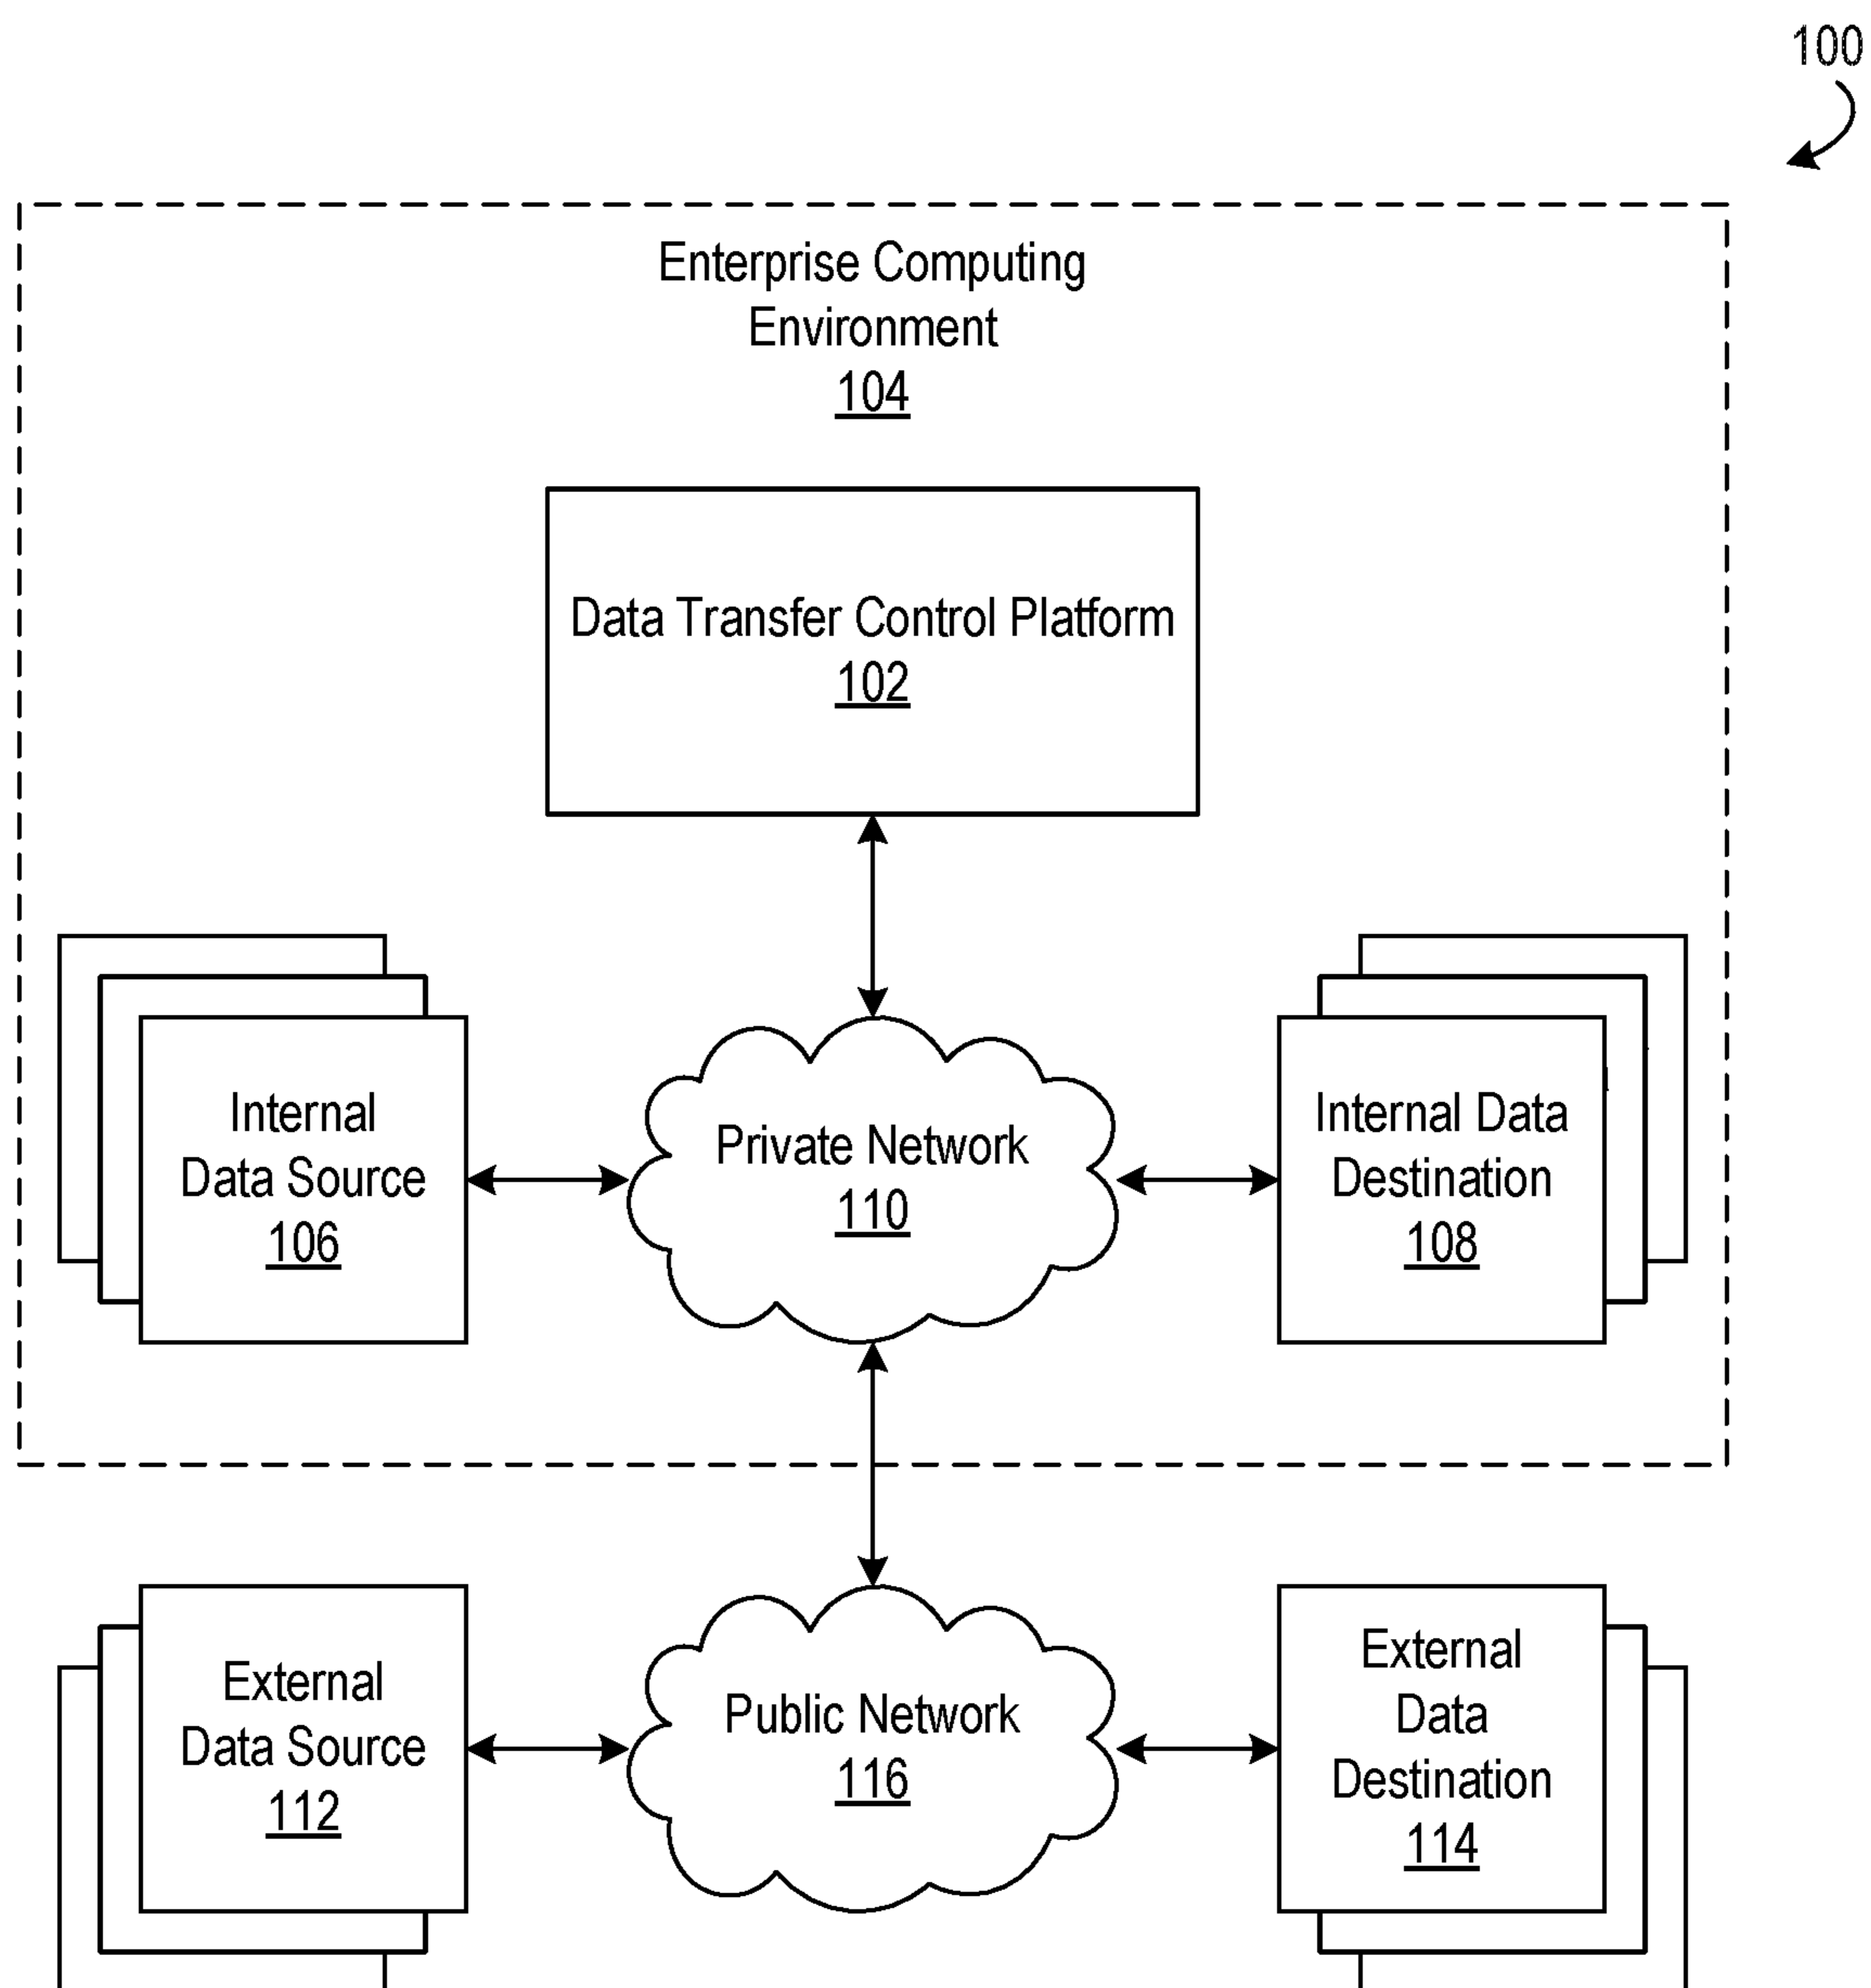 100
Enterprise Computing
Environment
104
Data Transfer Control Platform
102
Internal
Data Source
106
Private Network
110
Internal Data
Destination
108
External
Data Source
112
Public Network
116
External
Data
Destination
114